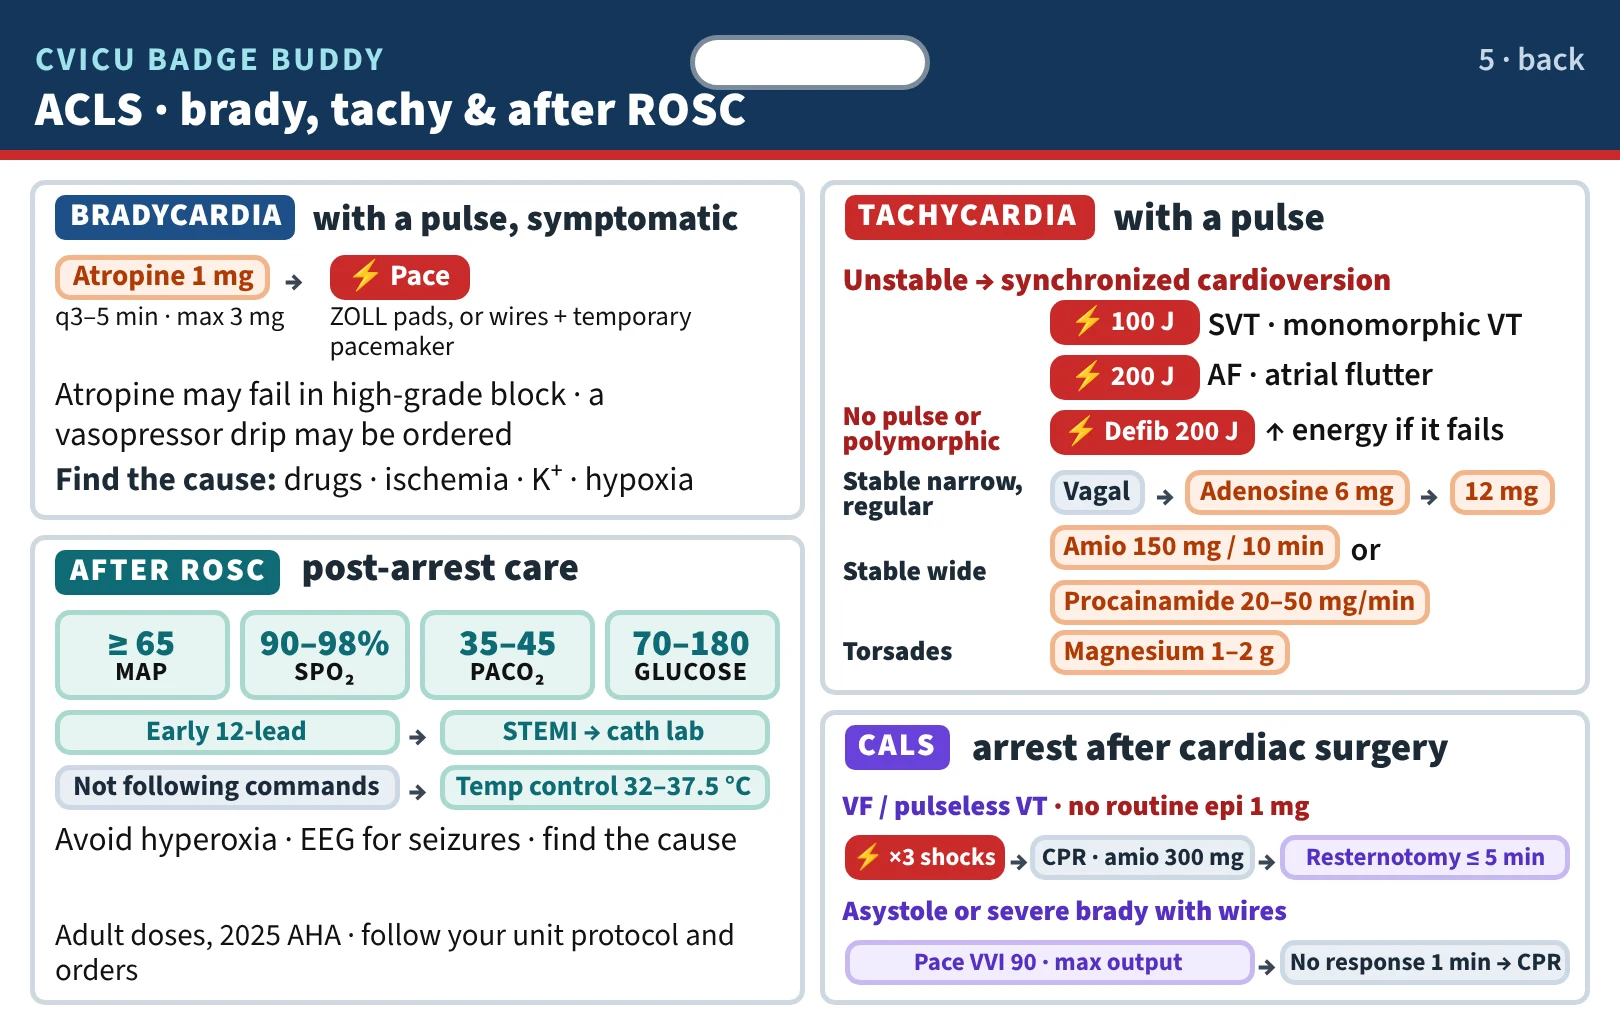 CVICU BADGE BUDDY
5 · back
ACLS · brady, tachy & after ROSC
BRADYCARDIA with a pulse, symptomatic
Atropine 1 mg → ⚡ Pace
q3–5 min · max 3 mg
ZOLL pads, or wires + temporary
pacemaker
Atropine may fail in high-grade block · a
vasopressor drip may be ordered
Find the cause: drugs · ischemia · K⁺ · hypoxia
AFTER ROSC post-arrest care
≥ 65
MAP
90–98%
SPO₂
35–45
PACO₂
70–180
GLUCOSE
Early 12-lead → STEMI → cath lab
Not following commands → Temp control 32–37.5 °C
Avoid hyperoxia · EEG for seizures · find the cause
Adult doses, 2025 AHA · follow your unit protocol and
orders
TACHYCARDIA with a pulse
Unstable → synchronized cardioversion
⚡ 100 J SVT · monomorphic VT
⚡ 200 J AF · atrial flutter
No pulse or
polymorphic
⚡ Defib 200 J ↑ energy if it fails
Stable narrow,
regular
Vagal → Adenosine 6 mg → 12 mg
Stable wide
Amio 150 mg / 10 min or
Procainamide 20–50 mg/min
Torsades
Magnesium 1–2 g
CALS arrest after cardiac surgery
VF / pulseless VT · no routine epi 1 mg
⚡ ×3 shocks → CPR · amio 300 mg → Resternotomy ≤ 5 min
Asystole or severe brady with wires
Pace VVI 90 · max output → No response 1 min → CPR